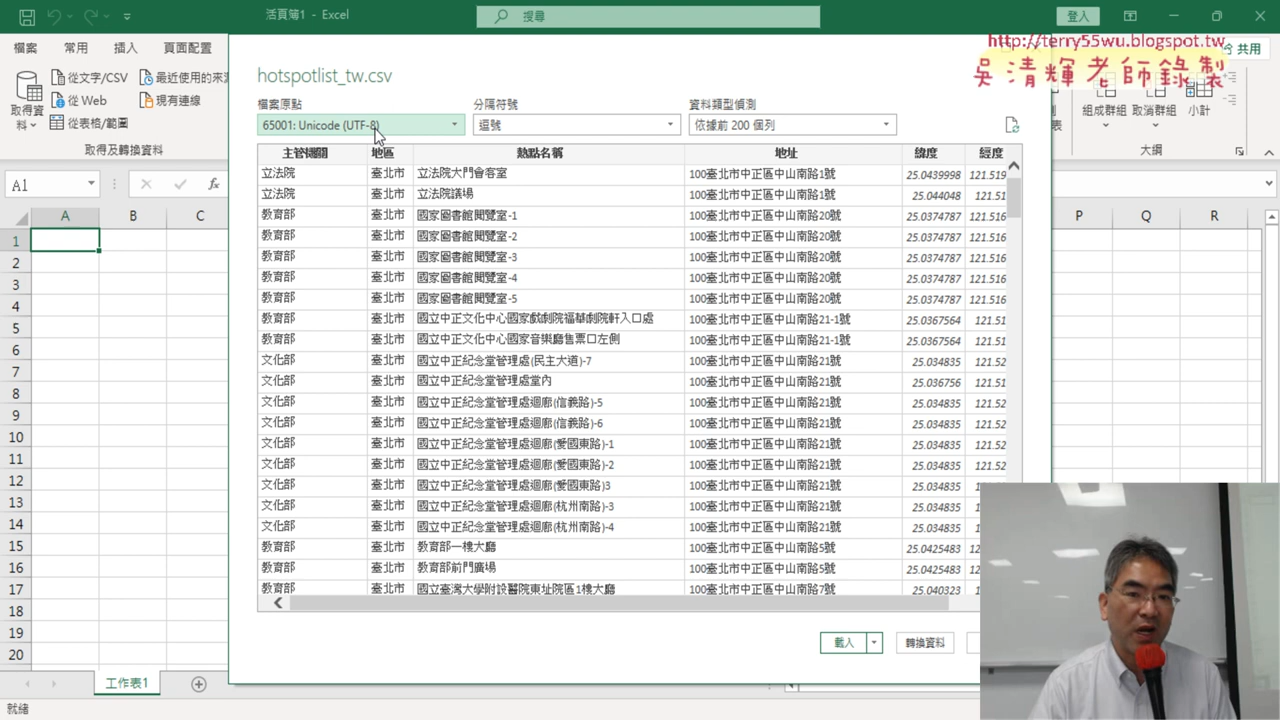 活頁簿1 - Excel
搜尋
登入
http://terry55wu.blogspot.tw
吳清輝老師錄製
檔案 常用 插入 頁面配置
共用
取得資料
從文字/CSV
從 Web
從表格/範圍
最近使用的來源
現有連線
取得及轉換資料
組成群組 取消群組 小計
大綱
A1
fx
A B C P Q R
1
2
3
4
5
6
7
8
9
10
11
12
13
14
15
16
17
18
19
20
hotspotlist_tw.csv
檔案原點 分隔符號 資料類型偵測
65001: Unicode (UTF-8) 逗號 依據前 200 個列
主管機關 地區 熱點名稱 地址 緯度 經度
立法院 臺北市 立法院大門會客室 100臺北市中正區中山南路1號 25.0439998 121.519
立法院 臺北市 立法院議場 100臺北市中正區中山南路1號 25.044048 121.51
教育部 臺北市 國家圖書館閱覽室-1 100臺北市中正區中山南路20號 25.0374787 121.516
教育部 臺北市 國家圖書館閱覽室-2 100臺北市中正區中山南路20號 25.0374787 121.516
教育部 臺北市 國家圖書館閱覽室-3 100臺北市中正區中山南路20號 25.0374787 121.516
教育部 臺北市 國家圖書館閱覽室-4 100臺北市中正區中山南路20號 25.0374787 121.516
教育部 臺北市 國家圖書館閱覽室-5 100臺北市中正區中山南路20號 25.0374787 121.516
教育部 臺北市 國立中正文化中心國家戲劇院福華劇院軒入口處 100臺北市中正區中山南路21-1號 25.0367564 121.51
教育部 臺北市 國立中正文化中心國家音樂廳售票口左側 100臺北市中正區中山南路21-1號 25.0367564 121.51
文化部 臺北市 國立中正紀念堂管理處(民主大道)-7 100臺北市中正區中山南路21號 25.034835 121.52
文化部 臺北市 國立中正紀念堂管理處堂內 100臺北市中正區中山南路21號 25.036756 121.51
文化部 臺北市 國立中正紀念堂管理處迴廊(信義路)-5 100臺北市中正區中山南路21號 25.034835 121.52
文化部 臺北市 國立中正紀念堂管理處迴廊(信義路)-6 100臺北市中正區中山南路21號 25.034835 121.52
文化部 臺北市 國立中正紀念堂管理處迴廊(愛國東路)-1 100臺北市中正區中山南路21號 25.034835 121.52
文化部 臺北市 國立中正紀念堂管理處迴廊(愛國東路)-2 100臺北市中正區中山南路21號 25.034835 121.52
文化部 臺北市 國立中正紀念堂管理處迴廊(愛國東路)3 100臺北市中正區中山南路21號 25.034835
文化部 臺北市 國立中正紀念堂管理處迴廊(杭州南路)-3 100臺北市中正區中山南路21號 25.034835
文化部 臺北市 國立中正紀念堂管理處迴廊(杭州南路)-4 100臺北市中正區中山南路21號 25.034835
教育部 臺北市 教育部一樓大廳 100臺北市中正區中山南路5號 25.0425483
教育部 臺北市 教育部前門廣場 100臺北市中正區中山南路5號 25.0425483
教育部 臺北市 國立臺灣大學附設醫院東址院區1樓大廳 100臺北市中正區中山南路7號 25.040323
載入 轉換資料
工作表1
就緒